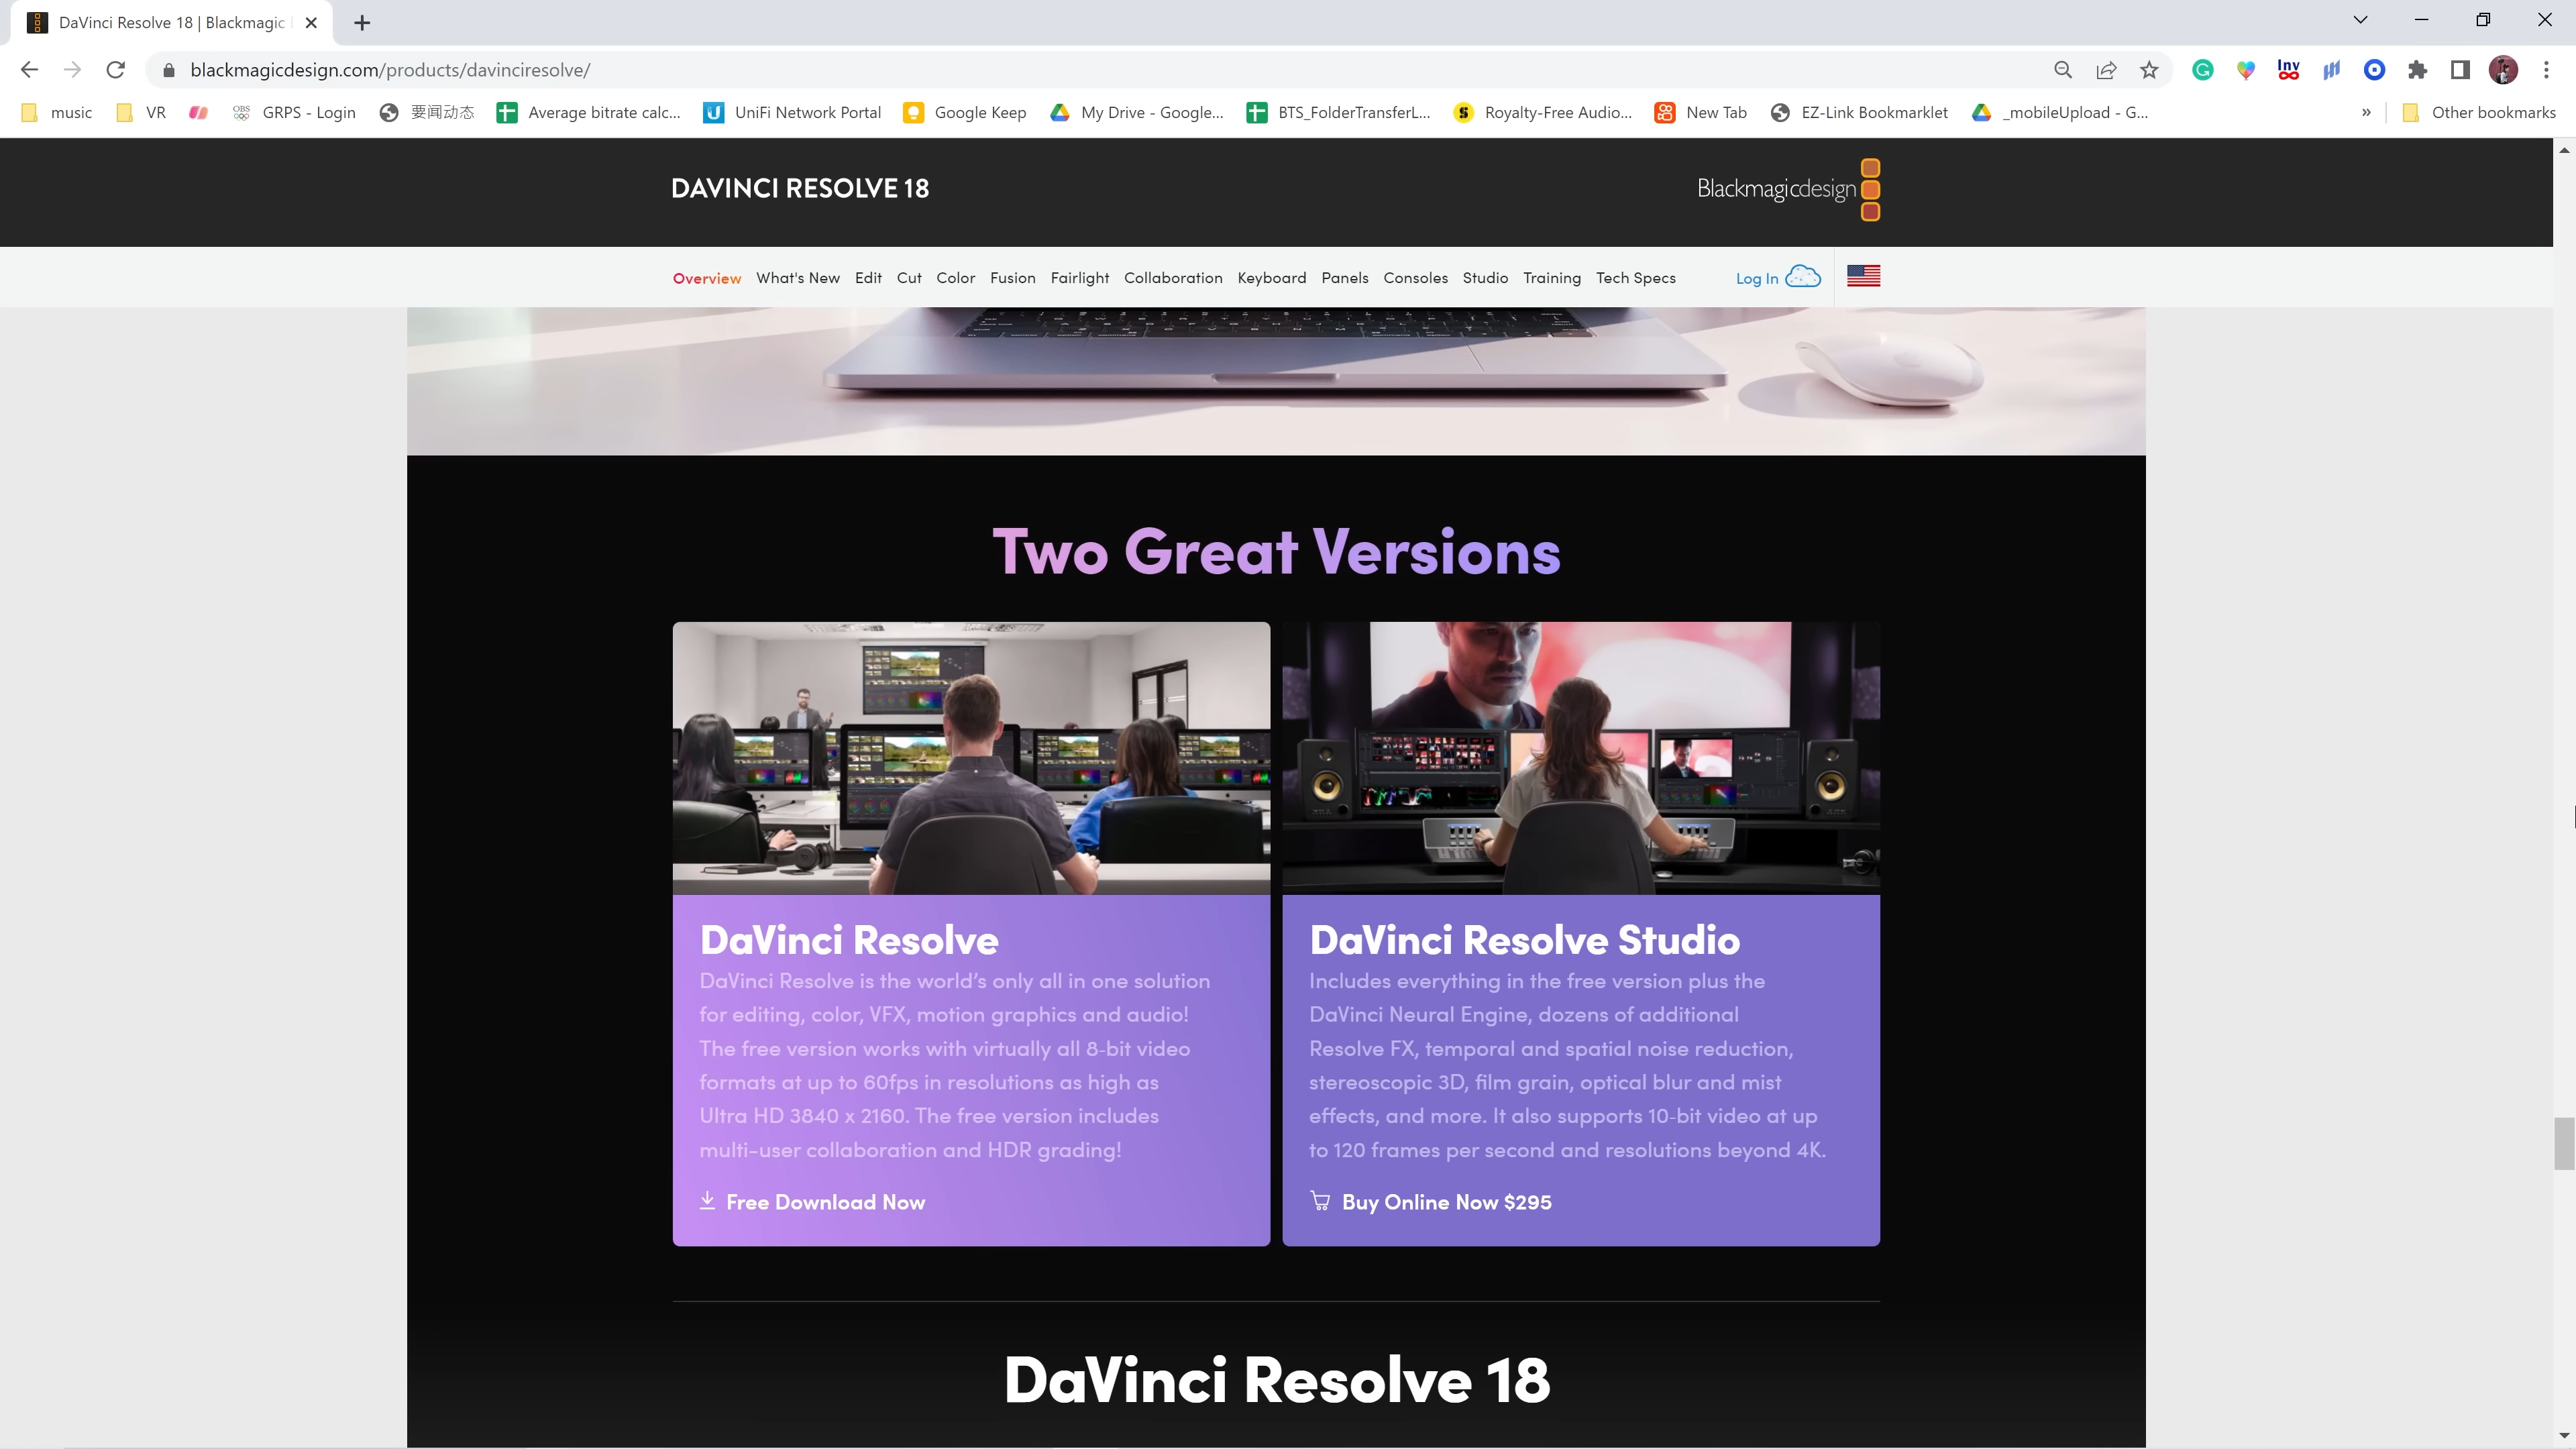 DaVinci Resolve 18 | Blackmagic
blackmagicdesign.com/products/davinciresolve/
Inv
music
VR
OBS
GRPS - Login
要闻动态
Average bitrate calc...
UniFi Network Portal
Google Keep
My Drive - Google...
BTS_FolderTransferL...
Royalty-Free Audio...
New Tab
EZ-Link Bookmarklet
_mobileUpload - G...
»
Other bookmarks
DAVINCI RESOLVE 18
Blackmagicdesign
Overview What's New Edit Cut Color Fusion Fairlight Collaboration Keyboard Panels Consoles Studio Training Tech Specs Log In
Two Great Versions
DaVinci Resolve
DaVinci Resolve is the world's only all in one solution
for editing, color, VFX, motion graphics and audio!
The free version works with virtually all 8-bit video
formats at up to 60fps in resolutions as high as
Ultra HD 3840 x 2160. The free version includes
multi-user collaboration and HDR grading!
Free Download Now
DaVinci Resolve Studio
Includes everything in the free version plus the
DaVinci Neural Engine, dozens of additional
Resolve FX, temporal and spatial noise reduction,
stereoscopic 3D, film grain, optical blur and mist
effects, and more. It also supports 10-bit video at up
to 120 frames per second and resolutions beyond 4K.
Buy Online Now $295
DaVinci Resolve 18